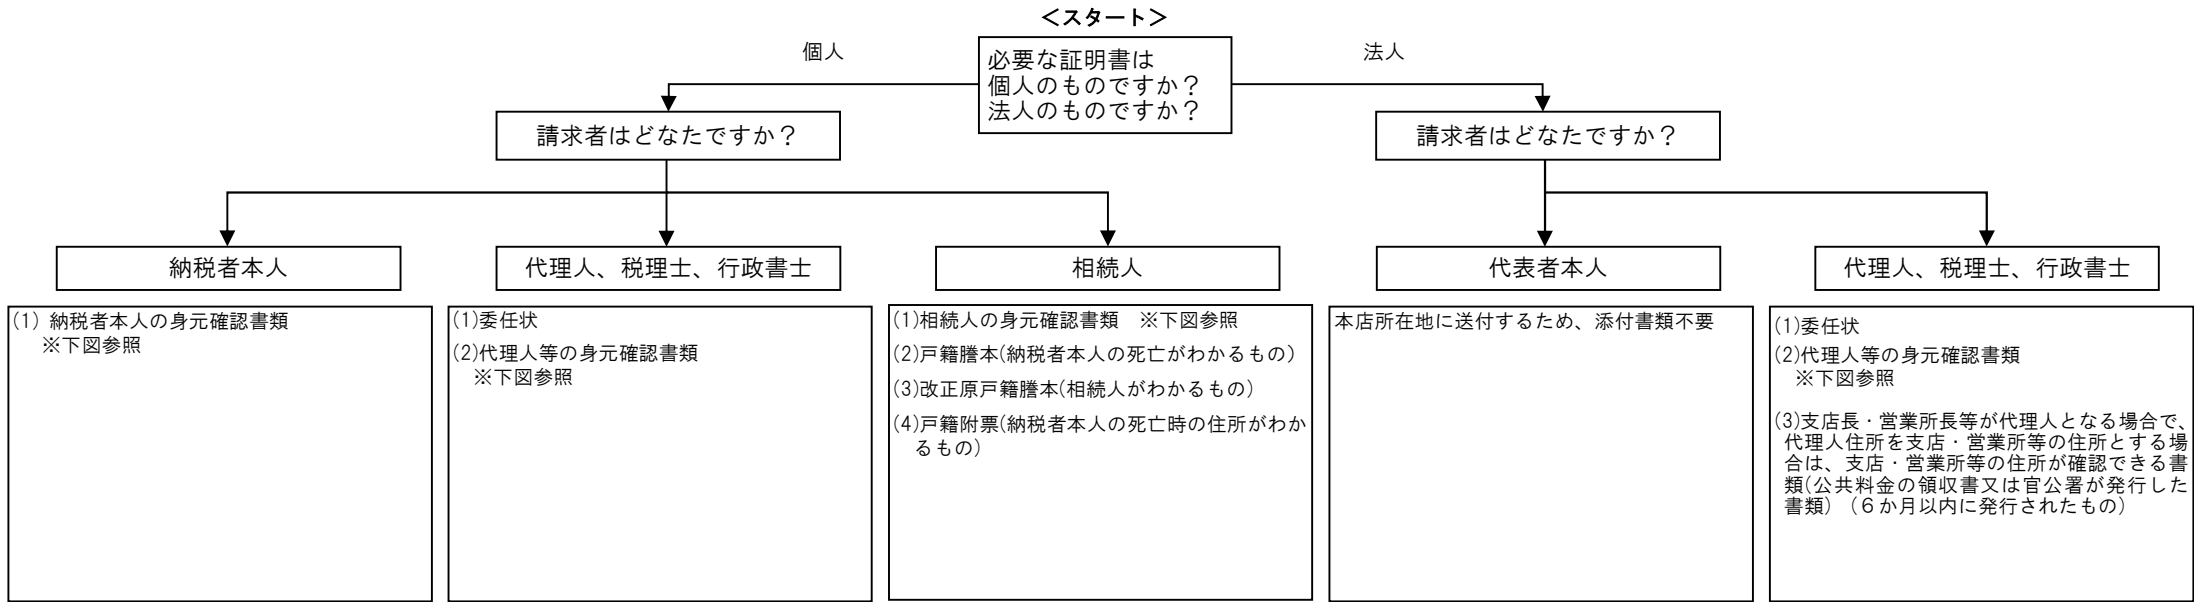 ＜スタート＞
個人
必要な証明書は
個人のものですか？
法人のものですか？
法人
請求者はどなたですか？
請求者はどなたですか？
納税者本人
代理人、税理士、行政書士
相続人
代表者本人
代理人、税理士、行政書士
(1) 納税者本人の身元確認書類
※下図参照
(1)委任状
(2)代理人等の身元確認書類
※下図参照
(1)相続人の身元確認書類　※下図参照
(2)戸籍謄本(納税者本人の死亡がわかるもの)
(3)改正原戸籍謄本(相続人がわかるもの)
(4)戸籍附票(納税者本人の死亡時の住所がわか
るもの)
本店所在地に送付するため、添付書類不要
(1)委任状
(2)代理人等の身元確認書類
※下図参照
(3)支店長・営業所長等が代理人となる場合で、
代理人住所を支店・営業所等の住所とする場
合は、支店・営業所等の住所が確認できる書
類(公共料金の領収書又は官公署が発行した
書類)（６か月以内に発行されたもの）